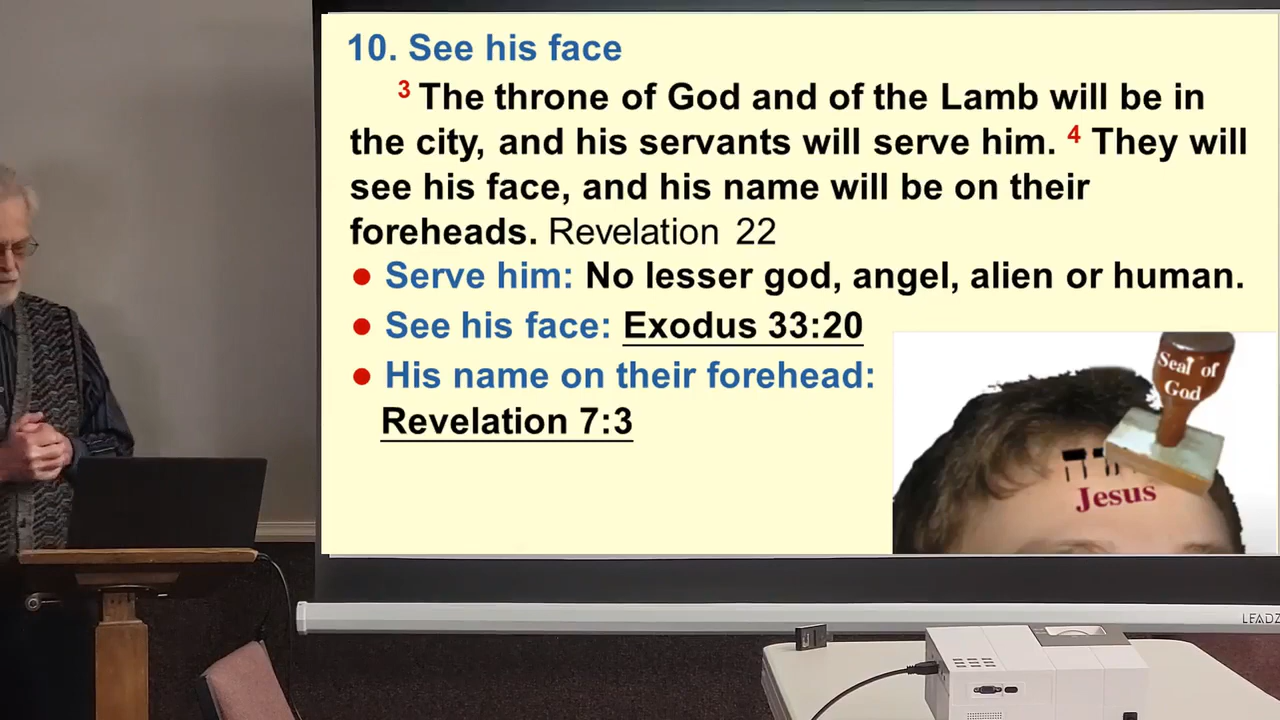 10. See his face
3 The throne of God and of the Lamb will be in
the city, and his servants will serve him. 4 They will
see his face, and his name will be on their
foreheads. Revelation 22
● Serve him: No lesser god, angel, alien or human.
● See his face: Exodus 33:20
● His name on their forehead:
Revelation 7:3
Seal of
God
Jesus